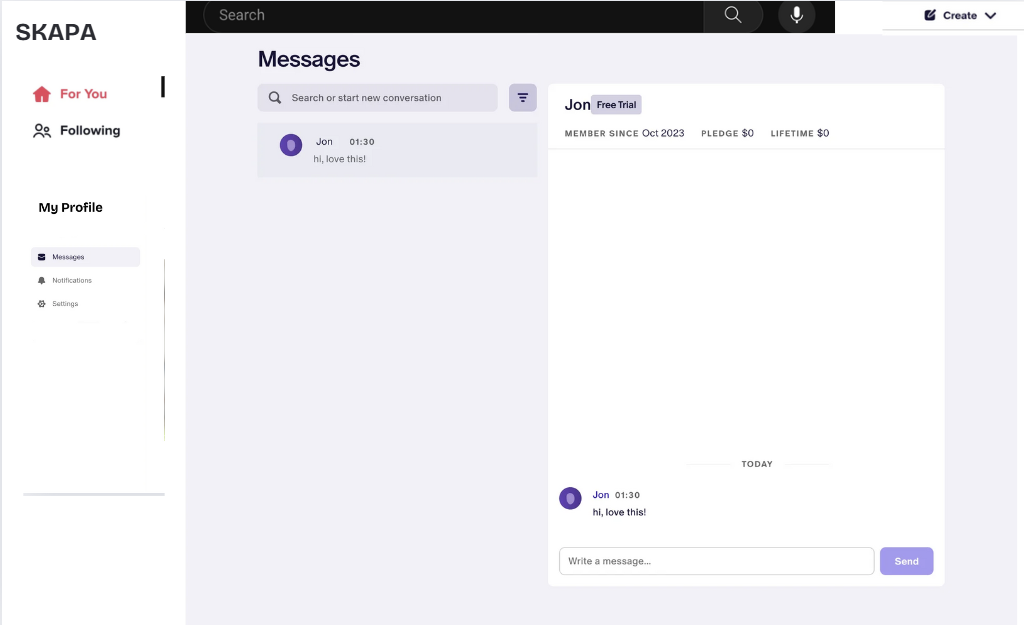 SKAPA
Search
Create
For You
Following
My Profile
Messages
Notifications
Settings
Messages
Search or start new conversation
Jon 01:30
hi, love this!
Jon Free Trial
MEMBER SINCE Oct 2023 PLEDGE $0 LIFETIME $0
TODAY
Jon 01:30
hi, love this!
Write a message...
Send